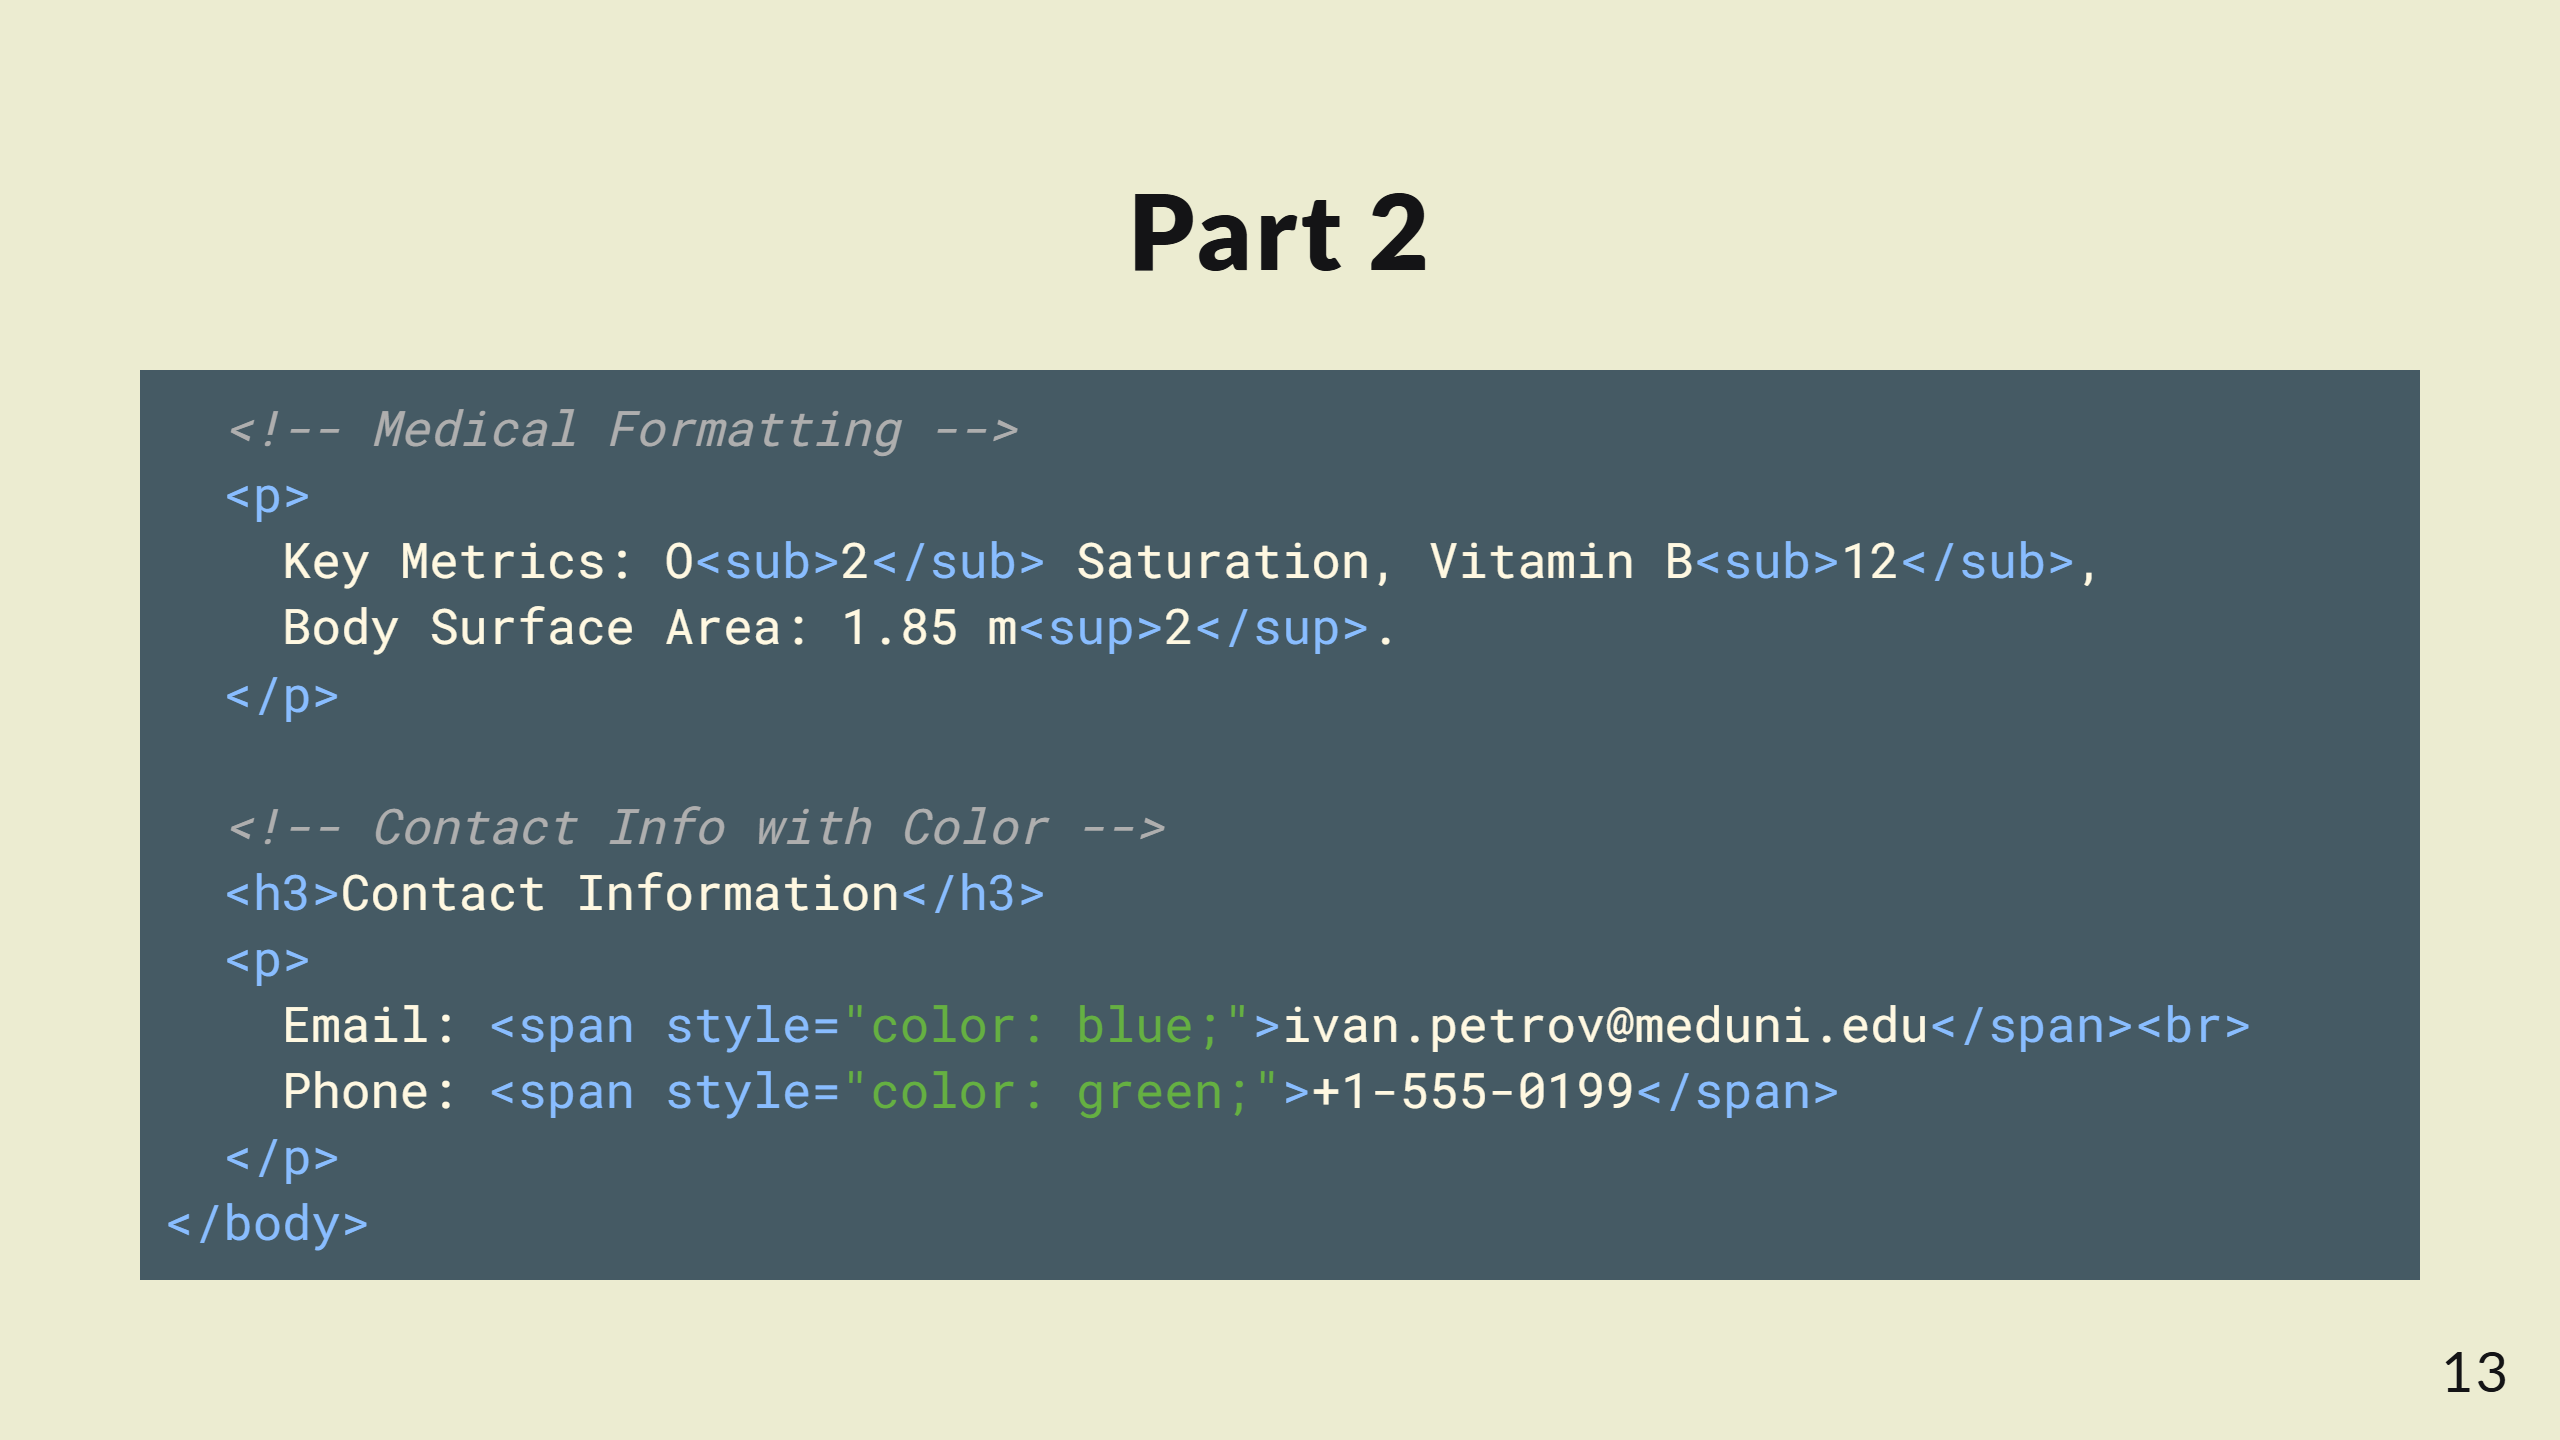 Part 2
<!-- Medical Formatting -->
<p>
Key Metrics: O<sub>2</sub> Saturation, Vitamin B<sub>12</sub>,
Body Surface Area: 1.85 m<sup>2</sup>.
</p>
<!-- Contact Info with Color -->
<h3>Contact Information</h3>
<p>
Email: <span style="color: blue;">ivan.petrov@meduni.edu</span><br>
Phone: <span style="color: green;">+1-555-0199</span>
</p>
</body>
13